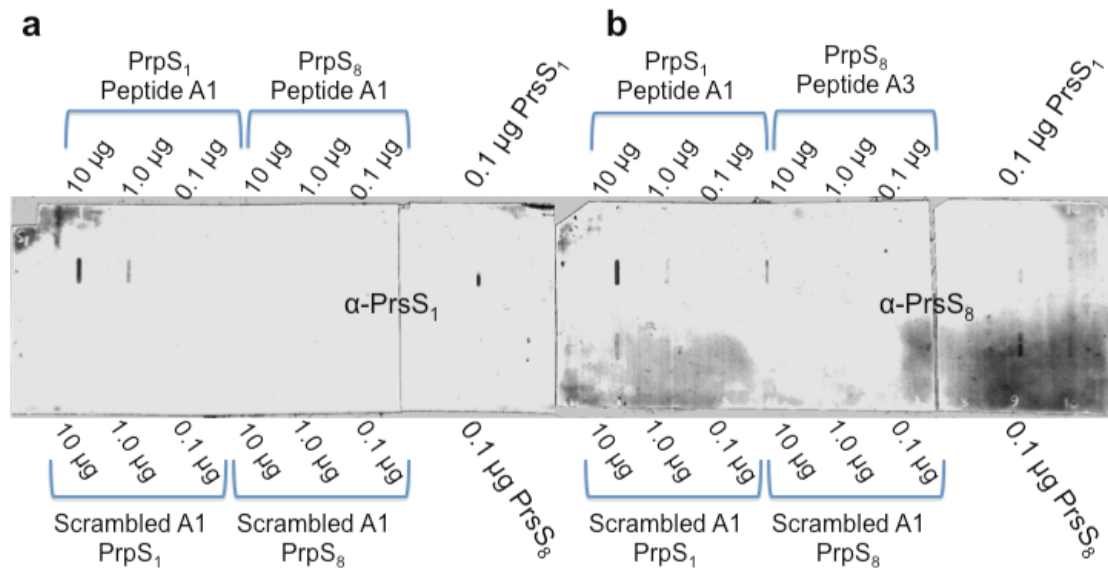 a
b
PrpS₁
Peptide A1
PrpS₈
Peptide A1
0.1 µg PrsS₁
PrpS₁
Peptide A1
PrpS₈
Peptide A3
0.1 µg PrsS₁
10 µg
1.0 µg
0.1 µg
10 µg
1.0 µg
0.1 µg
10 µg
1.0 µg
0.1 µg
10 µg
1.0 µg
0.1 µg
α-PrsS₁
α-PrsS₈
10 µg
1.0 µg
0.1 µg
10 µg
1.0 µg
0.1 µg
0.1 µg PrsS₈
10 µg
1.0 µg
0.1 µg
10 µg
1.0 µg
0.1 µg
0.1 µg PrsS₈
Scrambled A1
PrpS₁
Scrambled A1
PrpS₈
Scrambled A1
PrpS₁
Scrambled A1
PrpS₈